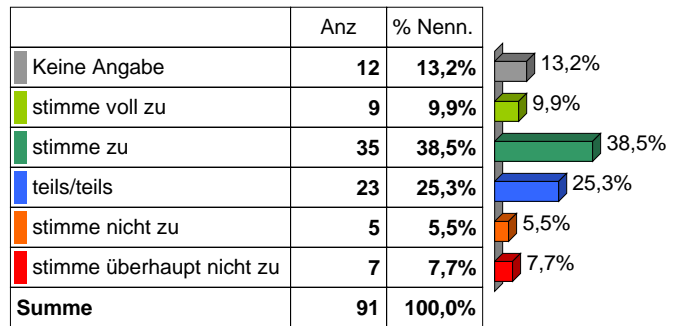 Anz % Nenn.
Keine Angabe 12 13,2% 13,2%
stimme voll zu 9 9,9% 9,9%
stimme zu 35 38,5% 38,5%
teils/teils 23 25,3% 25,3%
stimme nicht zu 5 5,5% 5,5%
stimme überhaupt nicht zu 7 7,7% 7,7%
Summe 91 100,0%